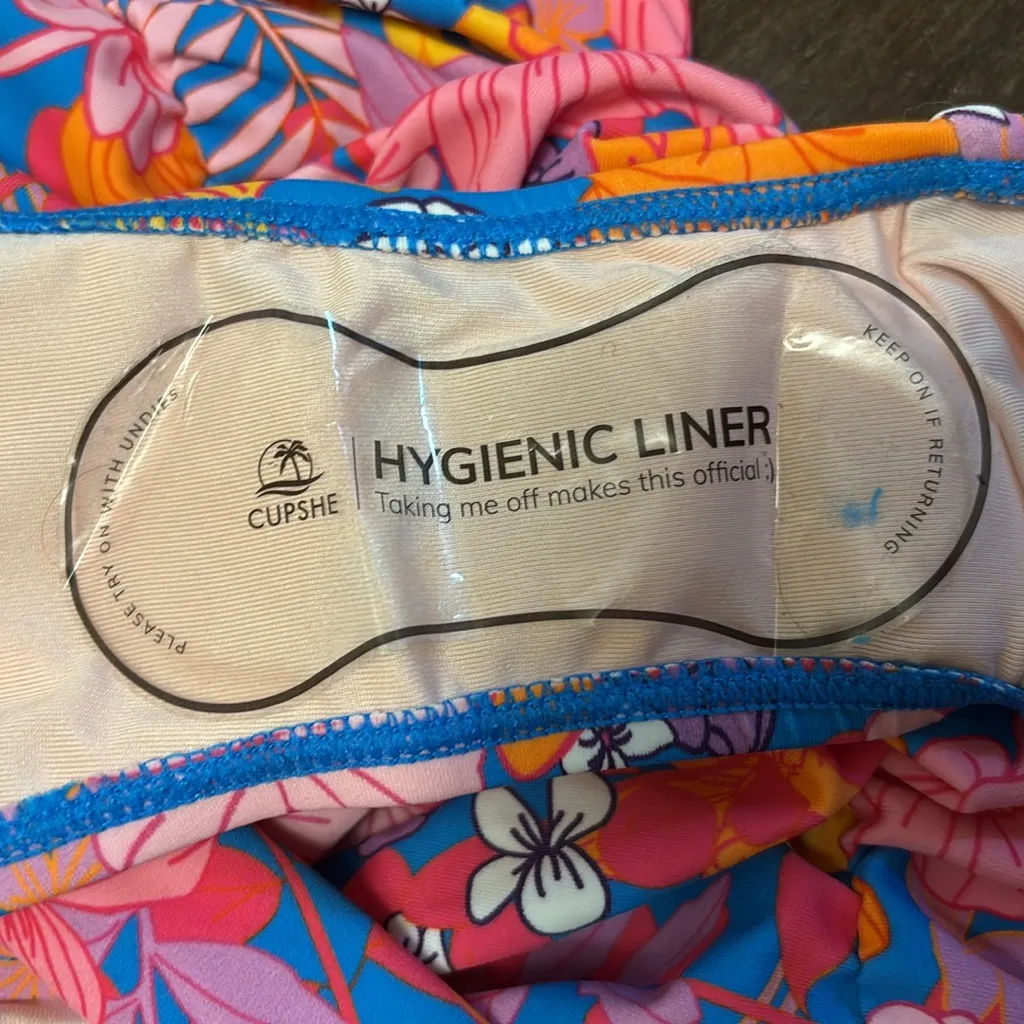 PLEASE TRY ON WITH UNDIES
CUPSHE
HYGIENIC LINER
Taking me off makes this official ;)
KEEP ON IF RETURNING